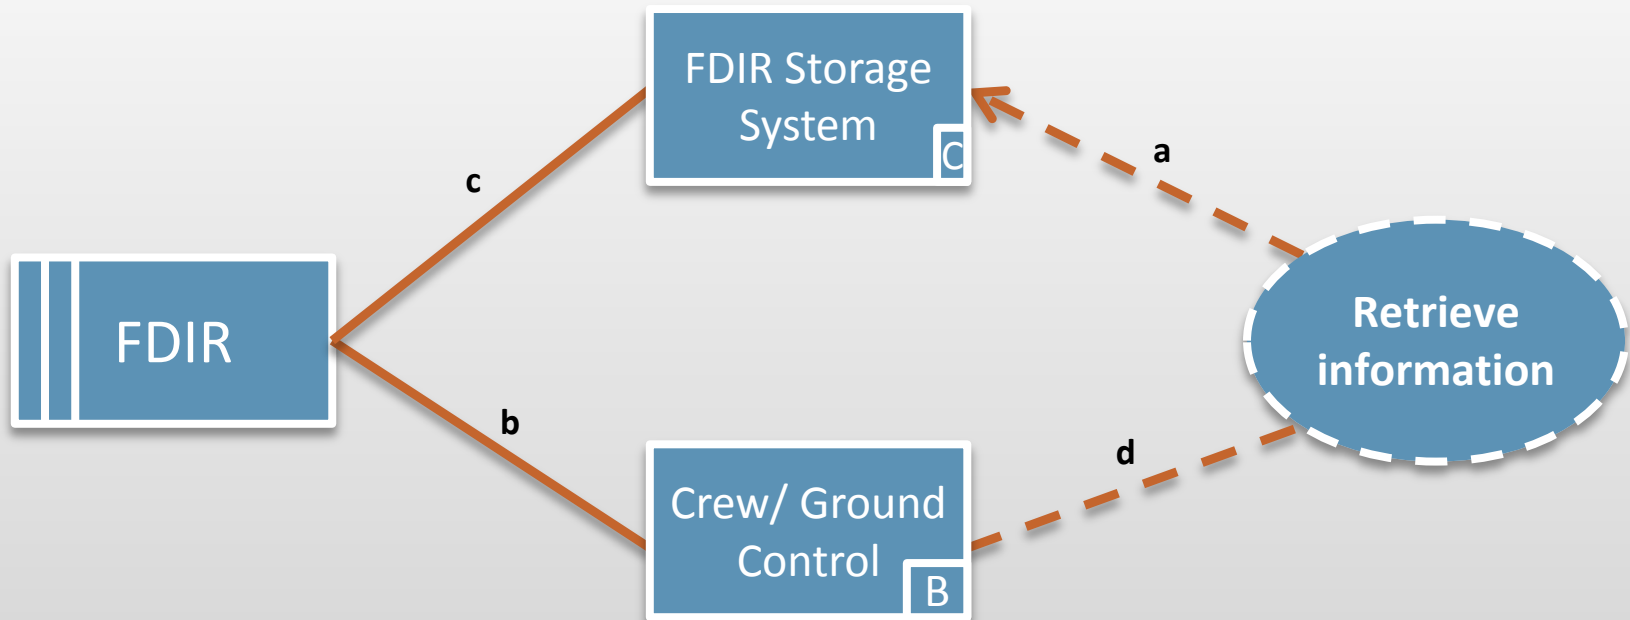 FDIR Storage
System
C
a
c
FDIR
Retrieve
information
b
d
Crew/ Ground
Control
B